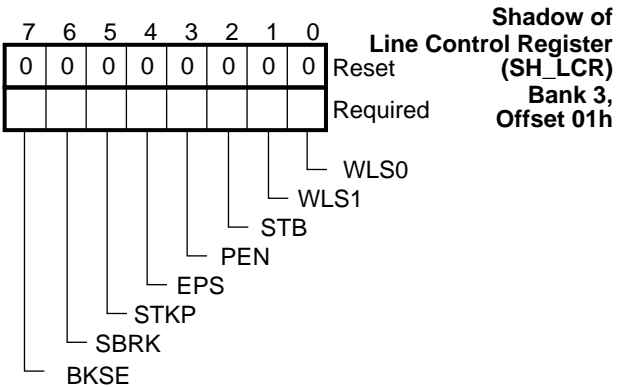 Shadow of
Line Control Register
(SH_LCR)
Bank 3,
Offset 01h
7 6 5 4 3 2 1 0
0 0 0 0 0 0 0 0 Reset
Required
WLS0
WLS1
STB
PEN
EPS
STKP
SBRK
BKSE